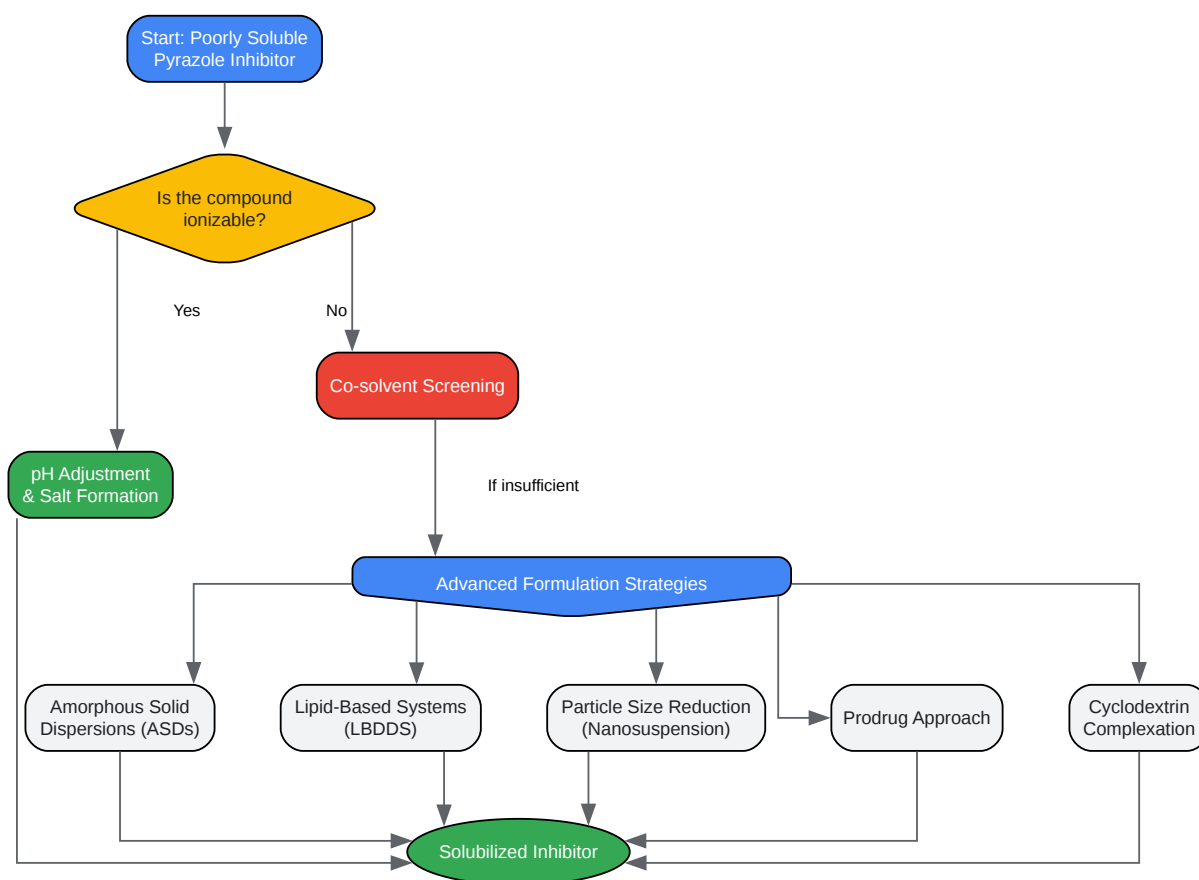 Start: Poorly Soluble
Pyrazole Inhibitor
Is the compound
ionizable?
Yes
No
Co-solvent Screening
pH Adjustment
& Salt Formation
If insufficient
Advanced Formulation Strategies
Amorphous Solid
Dispersions (ASDs)
Lipid-Based Systems
(LBDDS)
Particle Size Reduction
(Nanosuspension)
Prodrug Approach
Cyclodextrin
Complexation
Solubilized Inhibitor